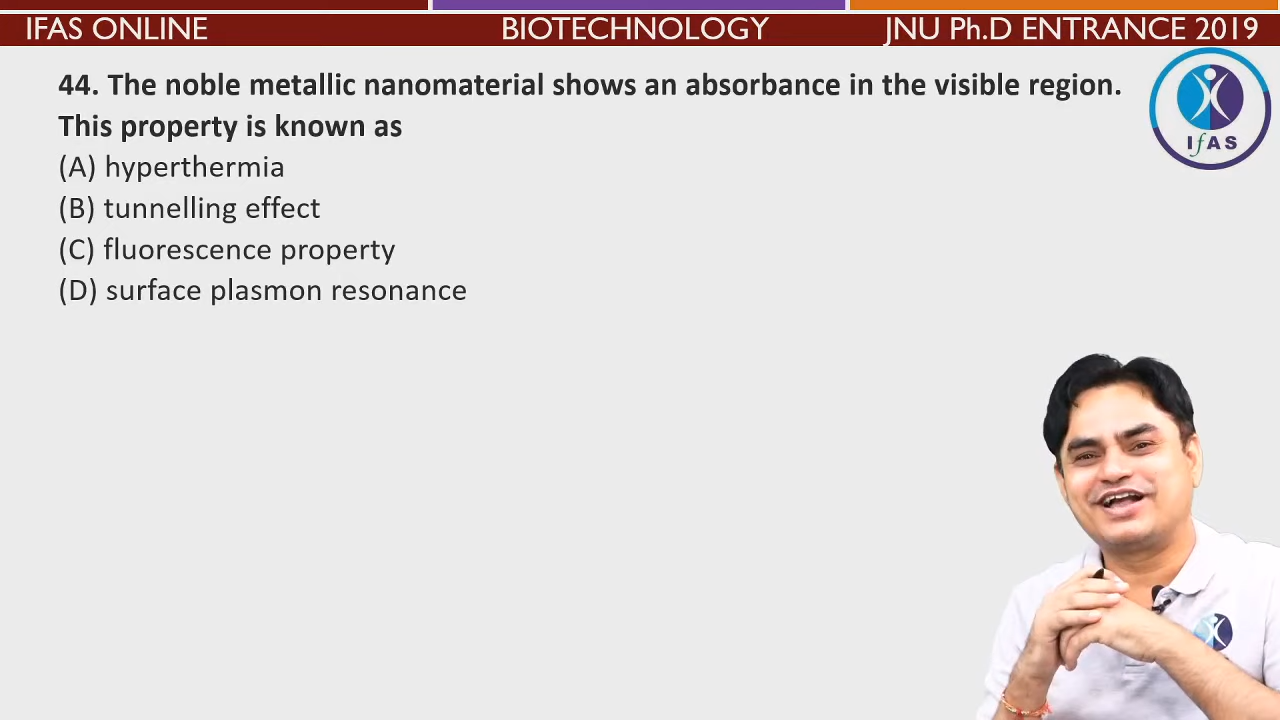 IFAS ONLINE BIOTECHNOLOGY JNU Ph.D ENTRANCE 2019
44. The noble metallic nanomaterial shows an absorbance in the visible region.
This property is known as
(A) hyperthermia
(B) tunnelling effect
(C) fluorescence property
(D) surface plasmon resonance
IfAS